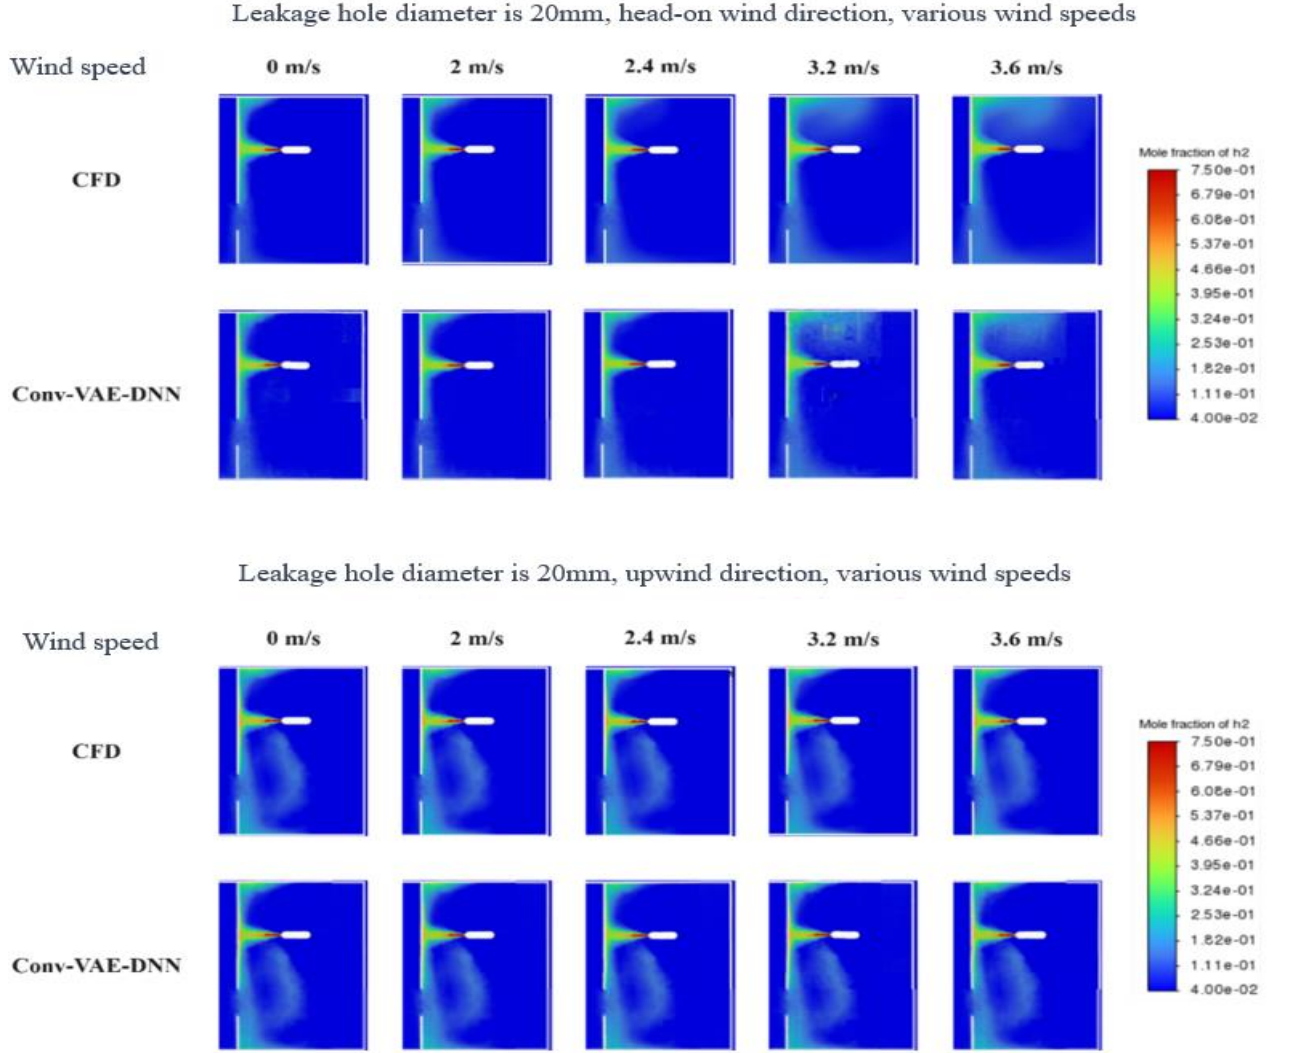 Leakage hole diameter is 20mm, head-on wind direction, various wind speeds
Wind speed 0 m/s 2 m/s 2.4 m/s 3.2 m/s 3.6 m/s
CFD
Mole fraction of h2
7.50e-01
6.79e-01
6.08e-01
5.37e-01
4.66e-01
3.95e-01
3.24e-01
2.53e-01
1.82e-01
1.11e-01
4.00e-02
Conv-VAE-DNN
Leakage hole diameter is 20mm, upwind direction, various wind speeds
Wind speed 0 m/s 2 m/s 2.4 m/s 3.2 m/s 3.6 m/s
CFD
Mole fraction of h2
7.50e-01
6.79e-01
6.08e-01
5.37e-01
4.66e-01
3.95e-01
3.24e-01
2.53e-01
1.82e-01
1.11e-01
4.00e-02
Conv-VAE-DNN